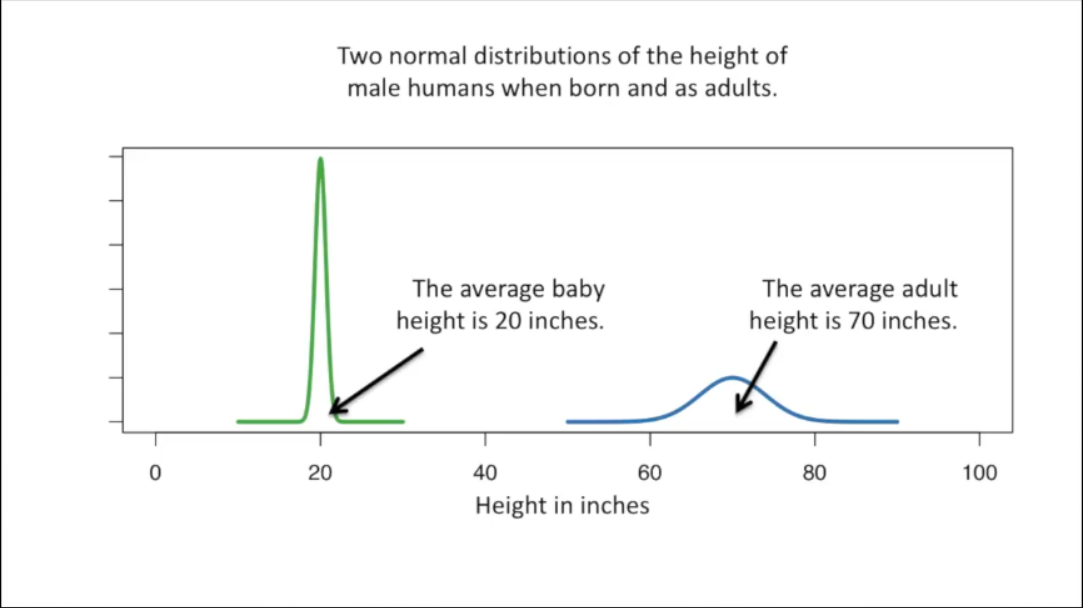 Two normal distributions of the height of
male humans when born and as adults.
The average baby
height is 20 inches.
The average adult
height is 70 inches.
0 20 40 60 80 100
Height in inches